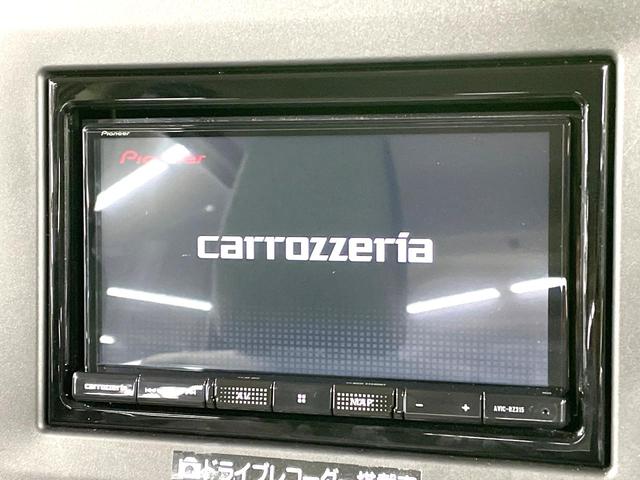 Pioneer
Pioneer
carrozzeria
carrozzeria
AV
MAP
- +
AVIC-RZ315
ドライブレコーダー搭載車